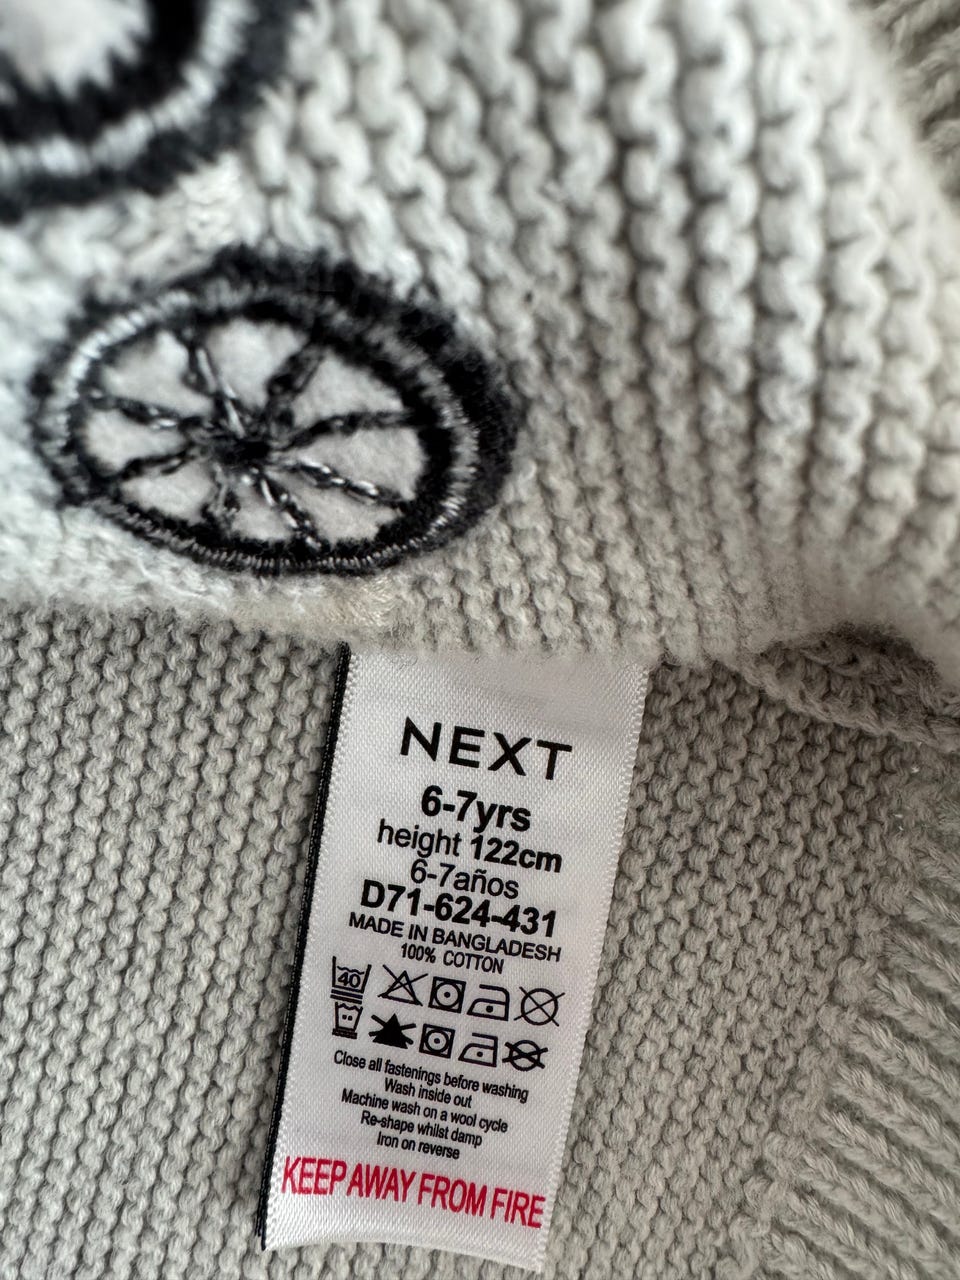 NEXT
6-7yrs
height 122cm
6-7años
D71-624-431
MADE IN BANGLADESH
100% COTTON
40
Close all fastenings before washing
Wash inside out
Machine wash on a wool cycle
Re-shape whilst damp
Iron on reverse
KEEP AWAY FROM FIRE